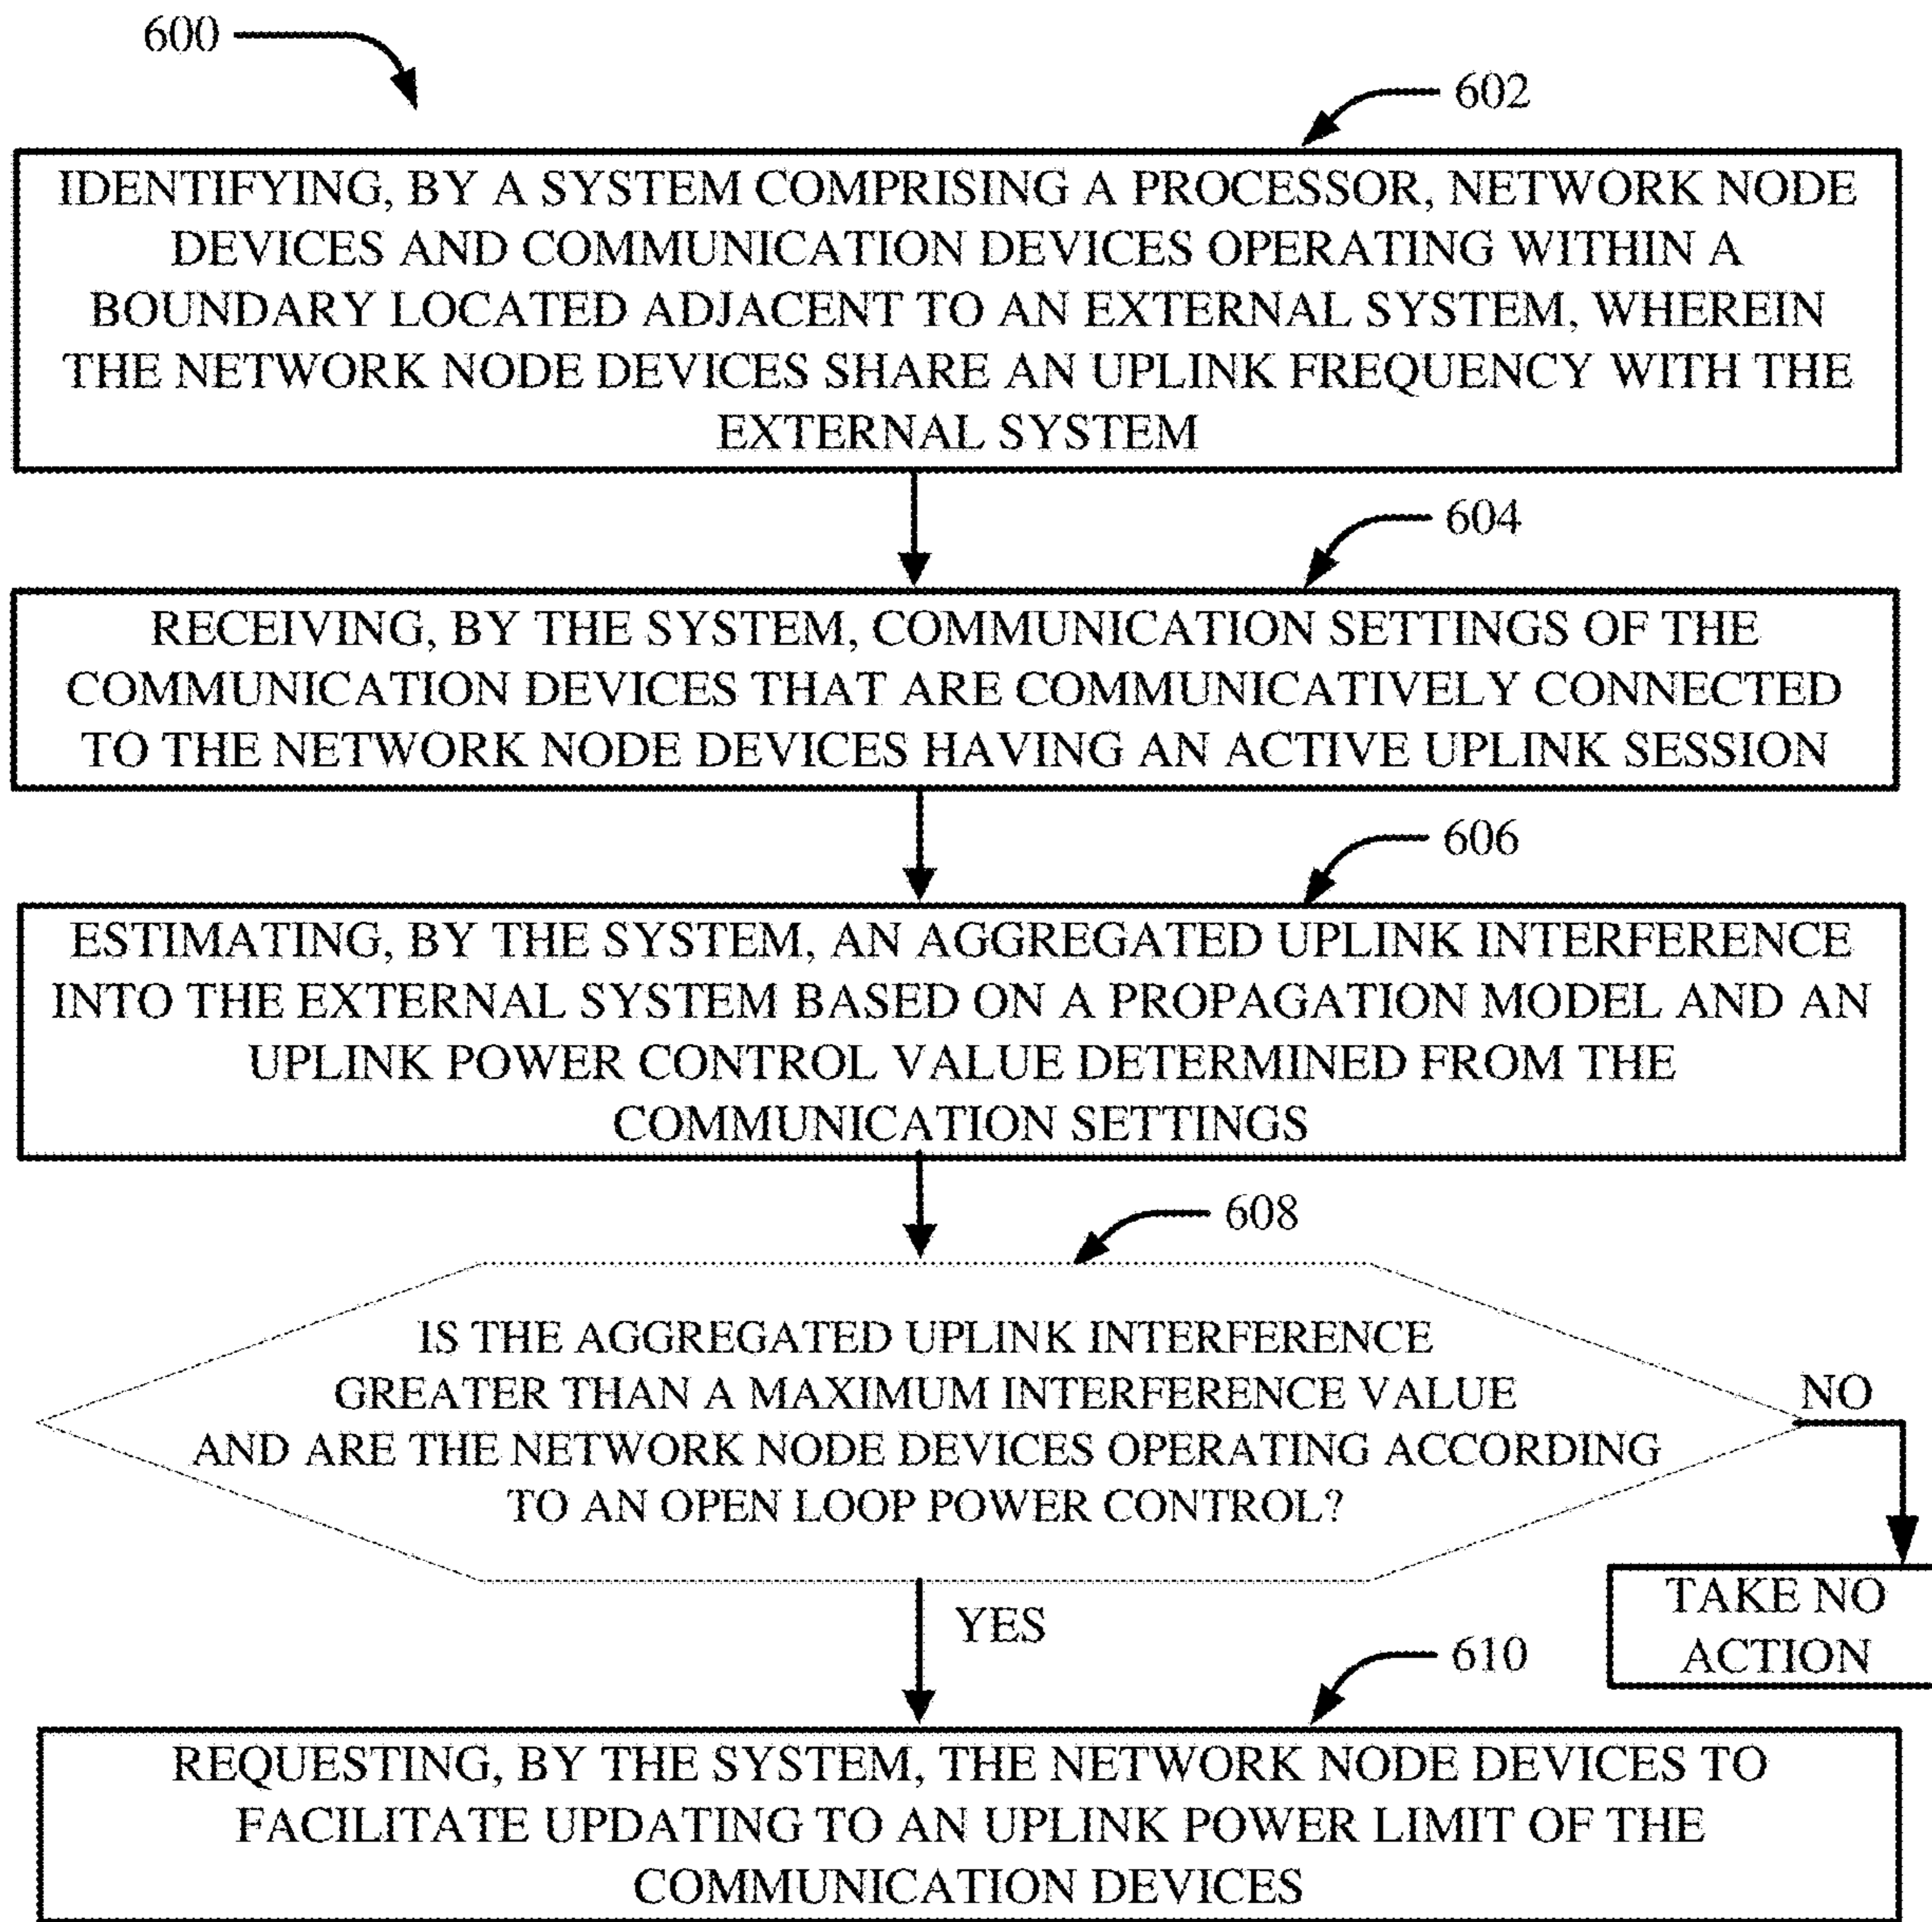 600
602
IDENTIFYING, BY A SYSTEM COMPRISING A PROCESSOR, NETWORK NODE
DEVICES AND COMMUNICATION DEVICES OPERATING WITHIN A
BOUNDARY LOCATED ADJACENT TO AN EXTERNAL SYSTEM, WHEREIN
THE NETWORK NODE DEVICES SHARE AN UPLINK FREQUENCY WITH THE
EXTERNAL SYSTEM
604
RECEIVING, BY THE SYSTEM, COMMUNICATION SETTINGS OF THE
COMMUNICATION DEVICES THAT ARE COMMUNICATIVELY CONNECTED
TO THE NETWORK NODE DEVICES HAVING AN ACTIVE UPLINK SESSION
606
ESTIMATING, BY THE SYSTEM, AN AGGREGATED UPLINK INTERFERENCE
INTO THE EXTERNAL SYSTEM BASED ON A PROPAGATION MODEL AND AN
UPLINK POWER CONTROL VALUE DETERMINED FROM THE
COMMUNICATION SETTINGS
608
IS THE AGGREGATED UPLINK INTERFERENCE
GREATER THAN A MAXIMUM INTERFERENCE VALUE
AND ARE THE NETWORK NODE DEVICES OPERATING ACCORDING
TO AN OPEN LOOP POWER CONTROL?
NO
TAKE NO
ACTION
YES
610
REQUESTING, BY THE SYSTEM, THE NETWORK NODE DEVICES TO
FACILITATE UPDATING TO AN UPLINK POWER LIMIT OF THE
COMMUNICATION DEVICES